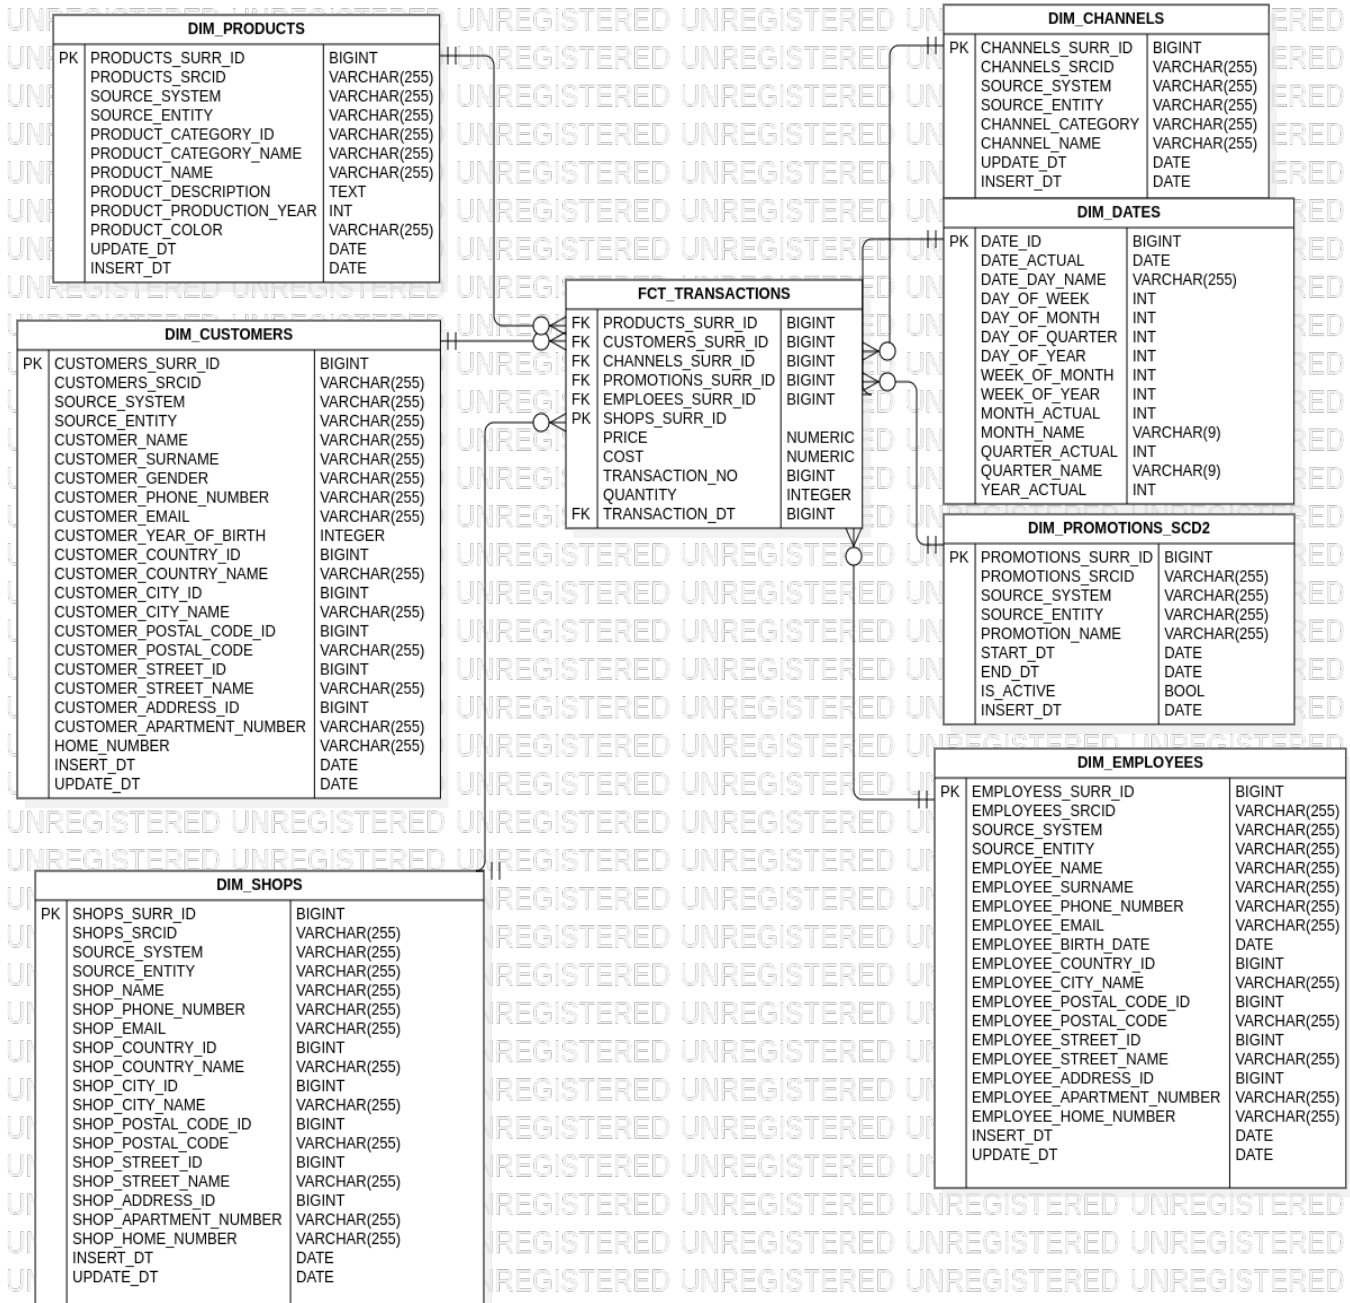 DIM_PRODUCTS
PK PRODUCTS_SURR_ID BIGINT
PRODUCTS_SRCID VARCHAR(255)
SOURCE_SYSTEM VARCHAR(255)
SOURCE_ENTITY VARCHAR(255)
PRODUCT_CATEGORY_ID VARCHAR(255)
PRODUCT_CATEGORY_NAME VARCHAR(255)
PRODUCT_NAME VARCHAR(255)
PRODUCT_DESCRIPTION TEXT
PRODUCT_PRODUCTION_YEAR INT
PRODUCT_COLOR VARCHAR(255)
UPDATE_DT DATE
INSERT_DT DATE
DIM_CUSTOMERS
PK CUSTOMERS_SURR_ID BIGINT
CUSTOMERS_SRCID VARCHAR(255)
SOURCE_SYSTEM VARCHAR(255)
SOURCE_ENTITY VARCHAR(255)
CUSTOMER_NAME VARCHAR(255)
CUSTOMER_SURNAME VARCHAR(255)
CUSTOMER_GENDER VARCHAR(255)
CUSTOMER_PHONE_NUMBER VARCHAR(255)
CUSTOMER_EMAIL VARCHAR(255)
CUSTOMER_YEAR_OF_BIRTH INTEGER
CUSTOMER_COUNTRY_ID BIGINT
CUSTOMER_COUNTRY_NAME VARCHAR(255)
CUSTOMER_CITY_ID BIGINT
CUSTOMER_CITY_NAME VARCHAR(255)
CUSTOMER_POSTAL_CODE_ID BIGINT
CUSTOMER_POSTAL_CODE VARCHAR(255)
CUSTOMER_STREET_ID BIGINT
CUSTOMER_STREET_NAME VARCHAR(255)
CUSTOMER_ADDRESS_ID BIGINT
CUSTOMER_APARTMENT_NUMBER VARCHAR(255)
HOME_NUMBER VARCHAR(255)
INSERT_DT DATE
UPDATE_DT DATE
DIM_SHOPS
PK SHOPS_SURR_ID BIGINT
SHOPS_SRCID VARCHAR(255)
SOURCE_SYSTEM VARCHAR(255)
SOURCE_ENTITY VARCHAR(255)
SHOP_NAME VARCHAR(255)
SHOP_PHONE_NUMBER VARCHAR(255)
SHOP_EMAIL VARCHAR(255)
SHOP_COUNTRY_ID BIGINT
SHOP_COUNTRY_NAME VARCHAR(255)
SHOP_CITY_ID BIGINT
SHOP_CITY_NAME VARCHAR(255)
SHOP_POSTAL_CODE_ID BIGINT
SHOP_POSTAL_CODE VARCHAR(255)
SHOP_STREET_ID BIGINT
SHOP_STREET_NAME VARCHAR(255)
SHOP_ADDRESS_ID BIGINT
SHOP_APARTMENT_NUMBER VARCHAR(255)
SHOP_HOME_NUMBER VARCHAR(255)
INSERT_DT DATE
UPDATE_DT DATE
FCT_TRANSACTIONS
FK PRODUCTS_SURR_ID BIGINT
FK CUSTOMERS_SURR_ID BIGINT
FK CHANNELS_SURR_ID BIGINT
FK PROMOTIONS_SURR_ID BIGINT
FK EMPLOEES_SURR_ID BIGINT
PK SHOPS_SURR_ID
PRICE NUMERIC
COST NUMERIC
TRANSACTION_NO BIGINT
QUANTITY INTEGER
FK TRANSACTION_DT BIGINT
DIM_CHANNELS
PK CHANNELS_SURR_ID BIGINT
CHANNELS_SRCID VARCHAR(255)
SOURCE_SYSTEM VARCHAR(255)
SOURCE_ENTITY VARCHAR(255)
CHANNEL_CATEGORY VARCHAR(255)
CHANNEL_NAME VARCHAR(255)
UPDATE_DT DATE
INSERT_DT DATE
DIM_DATES
PK DATE_ID BIGINT
DATE_ACTUAL DATE
DATE_DAY_NAME VARCHAR(255)
DAY_OF_WEEK INT
DAY_OF_MONTH INT
DAY_OF_QUARTER INT
DAY_OF_YEAR INT
WEEK_OF_MONTH INT
WEEK_OF_YEAR INT
MONTH_ACTUAL INT
MONTH_NAME VARCHAR(9)
QUARTER_ACTUAL INT
QUARTER_NAME VARCHAR(9)
YEAR_ACTUAL INT
DIM_PROMOTIONS_SCD2
PK PROMOTIONS_SURR_ID BIGINT
PROMOTIONS_SRCID VARCHAR(255)
SOURCE_SYSTEM VARCHAR(255)
SOURCE_ENTITY VARCHAR(255)
PROMOTION_NAME VARCHAR(255)
START_DT DATE
END_DT DATE
IS_ACTIVE BOOL
INSERT_DT DATE
DIM_EMPLOYEES
PK EMPLOYESS_SURR_ID BIGINT
EMPLOYEES_SRCID VARCHAR(255)
SOURCE_SYSTEM VARCHAR(255)
SOURCE_ENTITY VARCHAR(255)
EMPLOYEE_NAME VARCHAR(255)
EMPLOYEE_SURNAME VARCHAR(255)
EMPLOYEE_PHONE_NUMBER VARCHAR(255)
EMPLOYEE_EMAIL VARCHAR(255)
EMPLOYEE_BIRTH_DATE DATE
EMPLOYEE_COUNTRY_ID BIGINT
EMPLOYEE_CITY_NAME VARCHAR(255)
EMPLOYEE_POSTAL_CODE_ID BIGINT
EMPLOYEE_POSTAL_CODE VARCHAR(255)
EMPLOYEE_STREET_ID BIGINT
EMPLOYEE_STREET_NAME VARCHAR(255)
EMPLOYEE_ADDRESS_ID BIGINT
EMPLOYEE_APARTMENT_NUMBER VARCHAR(255)
EMPLOYEE_HOME_NUMBER VARCHAR(255)
INSERT_DT DATE
UPDATE_DT DATE
UNREGISTERED